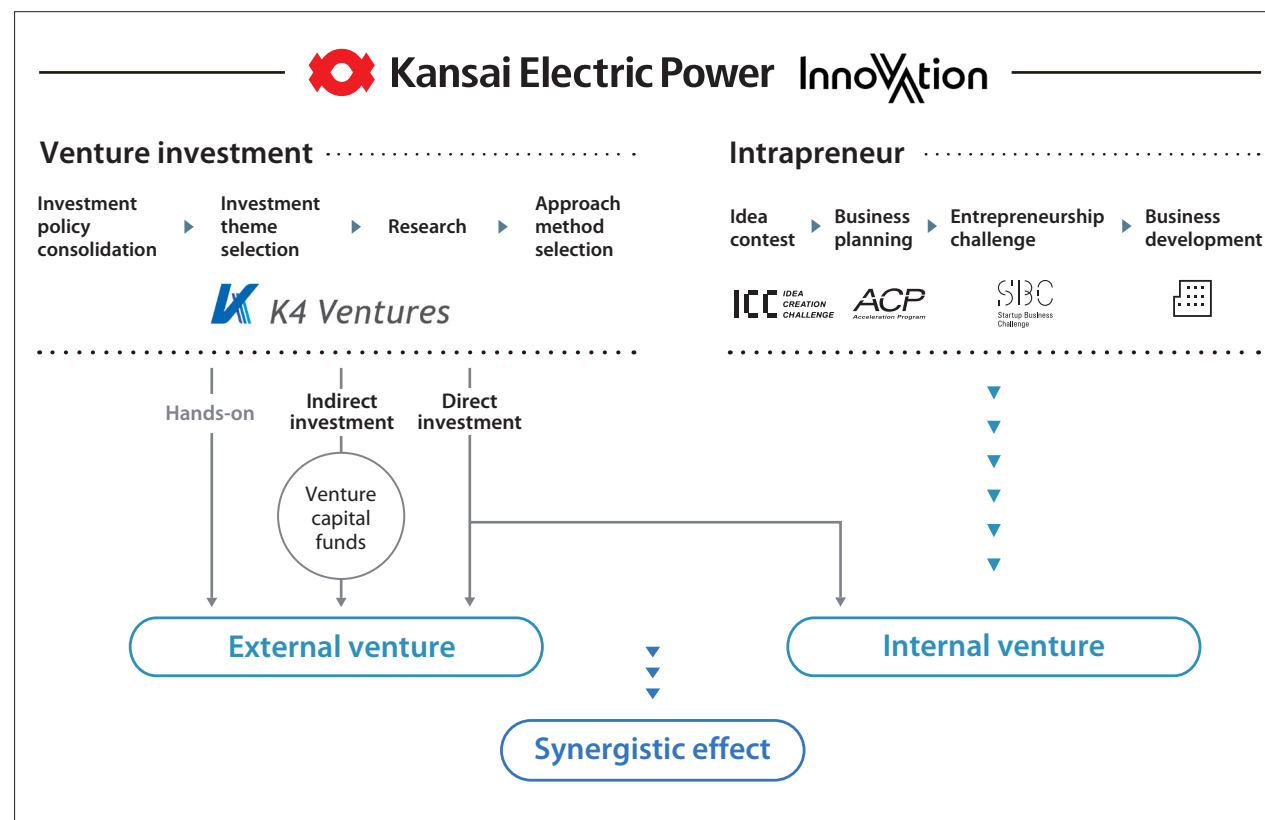 Kansai Electric Power InnoVation
Venture investment
Investment
policy
consolidation
Investment
theme
selection
Research
Approach
method
selection
K4 Ventures
Intrapreneur
Idea
contest
Business
planning
Entrepreneurship
challenge
Business
development
ICC IDEA
CREATION
CHALLENGE
ACP
Acceleration Program
SBC
Startup Business
Challenge
Hands-on
Indirect
investment
Direct
investment
Venture
capital
funds
External venture
Internal venture
Synergistic effect